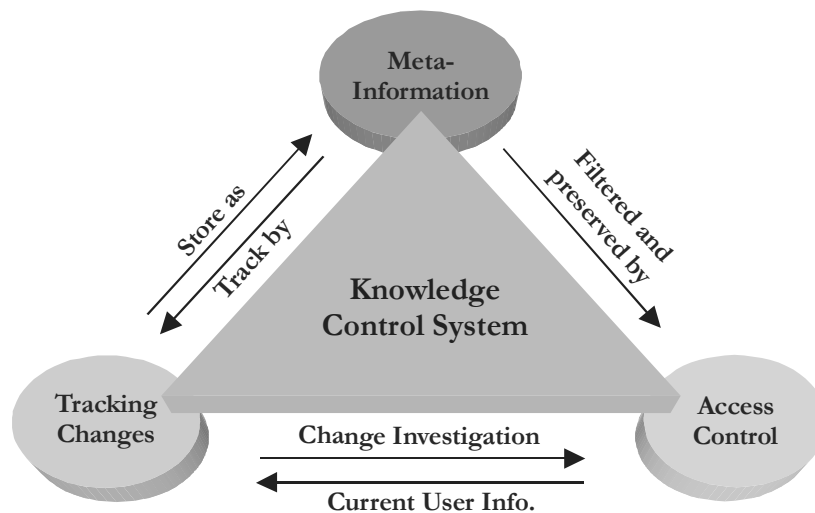 Meta-
Information
Store as
Track by
Filtered and
preserved by
Knowledge
Control System
Tracking
Changes
Access
Control
Change Investigation
Current User Info.